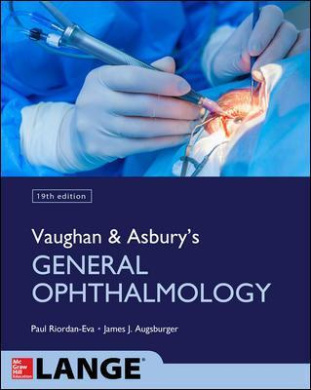 19th edition
Vaughan & Asbury's
GENERAL
OPHTHALMOLOGY
Paul Riordan-Eva • James J. Augsburger
Mc
Graw
Hill
Education
LANGE®